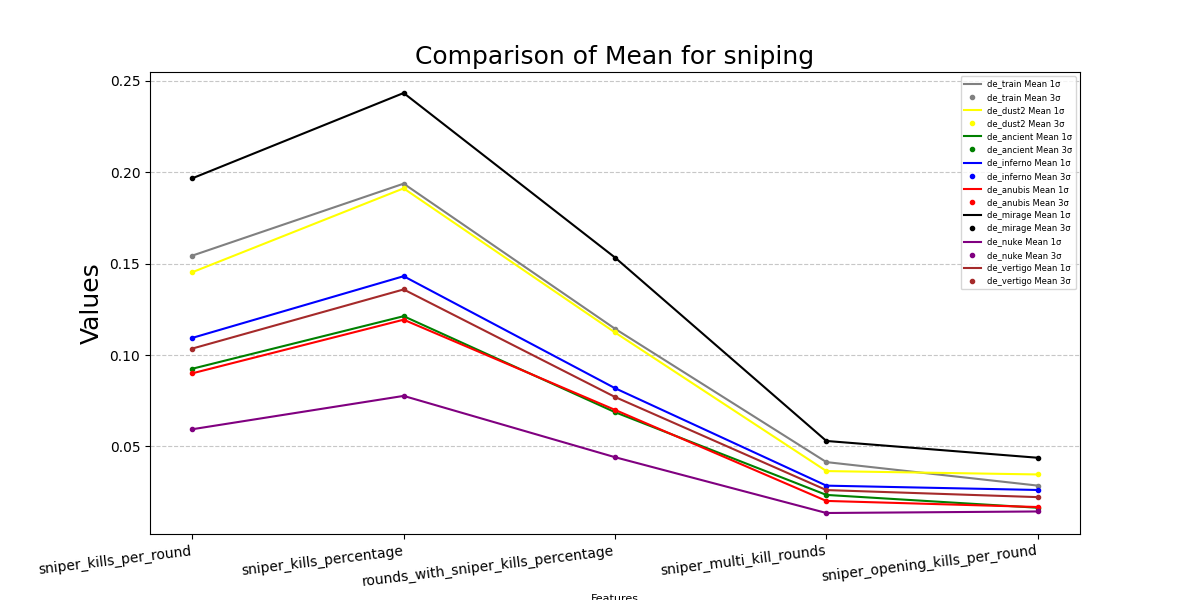 Comparison of Mean for sniping
Values
0.25
0.20
0.15
0.10
0.05
de_train Mean 1σ
de_train Mean 3σ
de_dust2 Mean 1σ
de_dust2 Mean 3σ
de_ancient Mean 1σ
de_ancient Mean 3σ
de_inferno Mean 1σ
de_inferno Mean 3σ
de_anubis Mean 1σ
de_anubis Mean 3σ
de_mirage Mean 1σ
de_mirage Mean 3σ
de_nuke Mean 1σ
de_nuke Mean 3σ
de_vertigo Mean 1σ
de_vertigo Mean 3σ
sniper_kills_per_round
sniper_kills_percentage
rounds_with_sniper_kills_percentage
sniper_multi_kill_rounds
sniper_opening_kills_per_round
Features